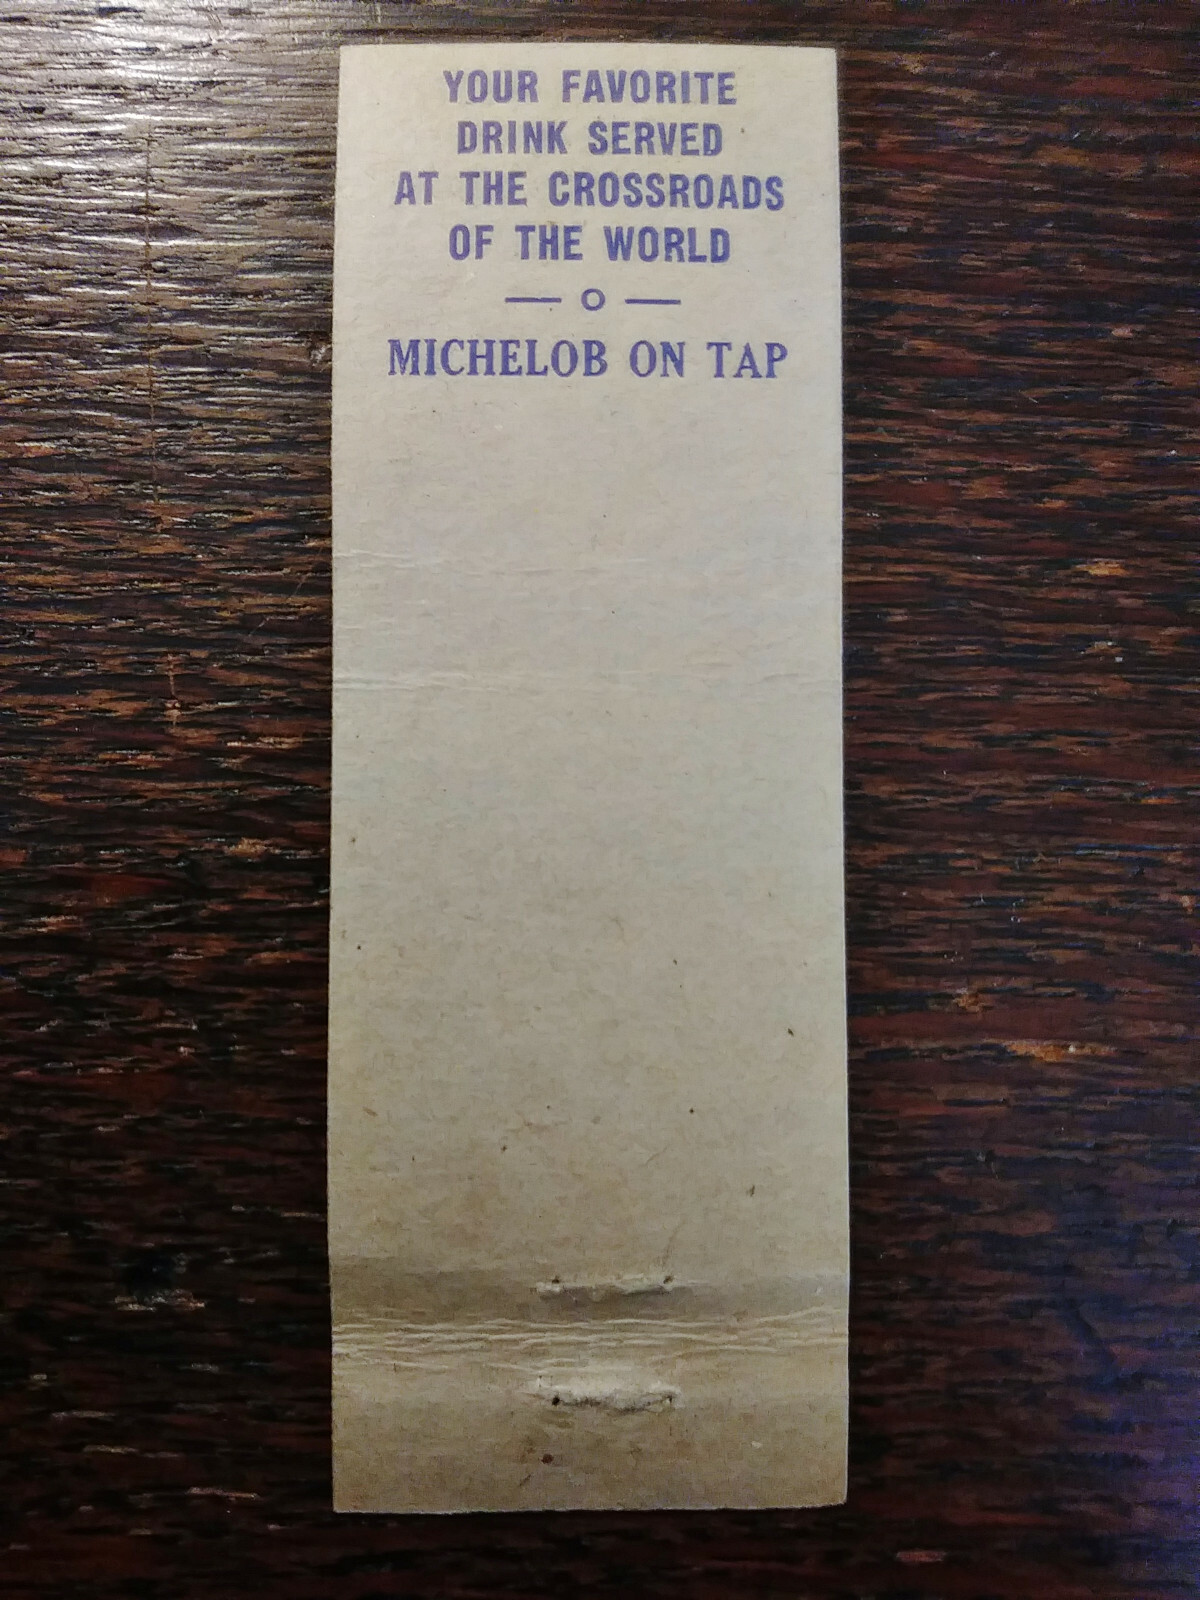 YOUR FAVORITE
DRINK SERVED
AT THE CROSSROADS
OF THE WORLD
— O —
MICHELOB ON TAP